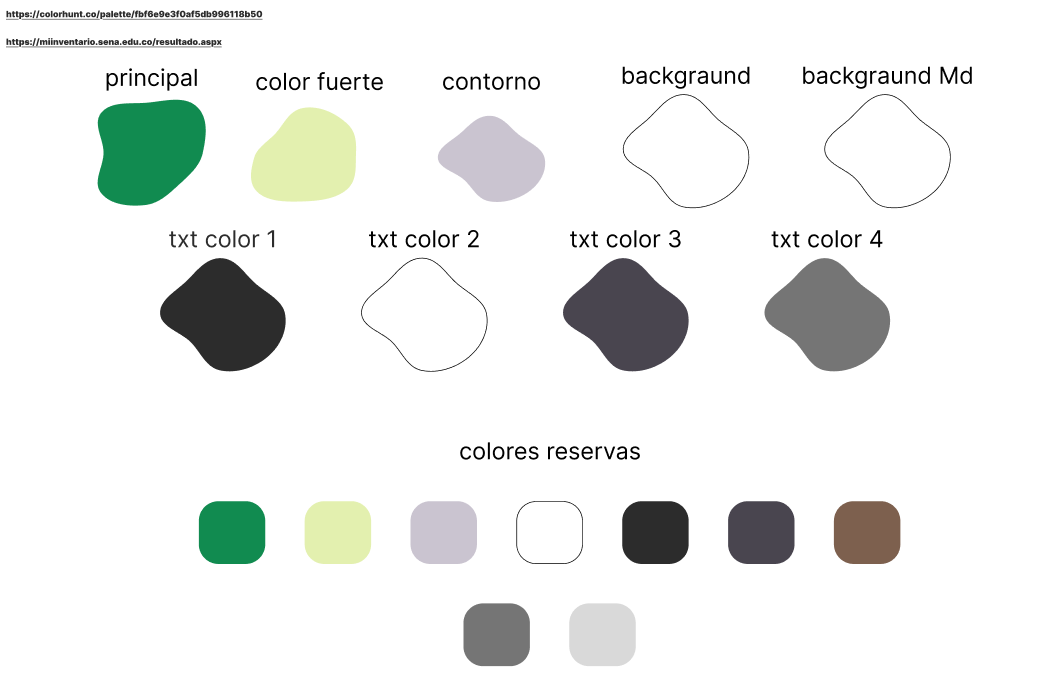 https://colorhunt.co/palette/fbf6e9e3f0af5db996118b50
https://miinventario.sena.edu.co/resultado.aspx
principal
color fuerte
contorno
backgraund
backgraund Md
txt color 1
txt color 2
txt color 3
txt color 4
colores reservas